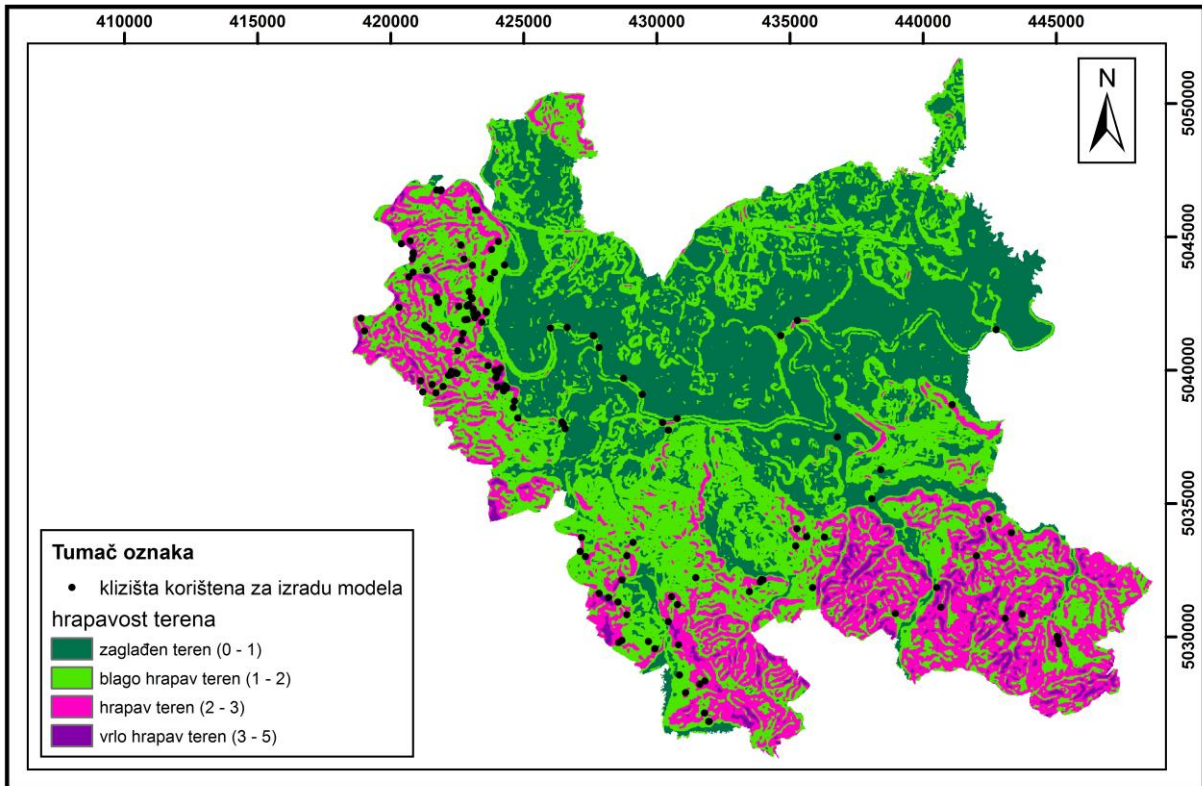 410000 415000 420000 425000 430000 435000 440000 445000
N
5050000
5045000
5040000
5035000
5030000
Tumač oznaka
klizišta korištena za izradu modela
hrapavost terena
zaglađen teren (0 - 1)
blago hrapav teren (1 - 2)
hrapav teren (2 - 3)
vrlo hrapav teren (3 - 5)